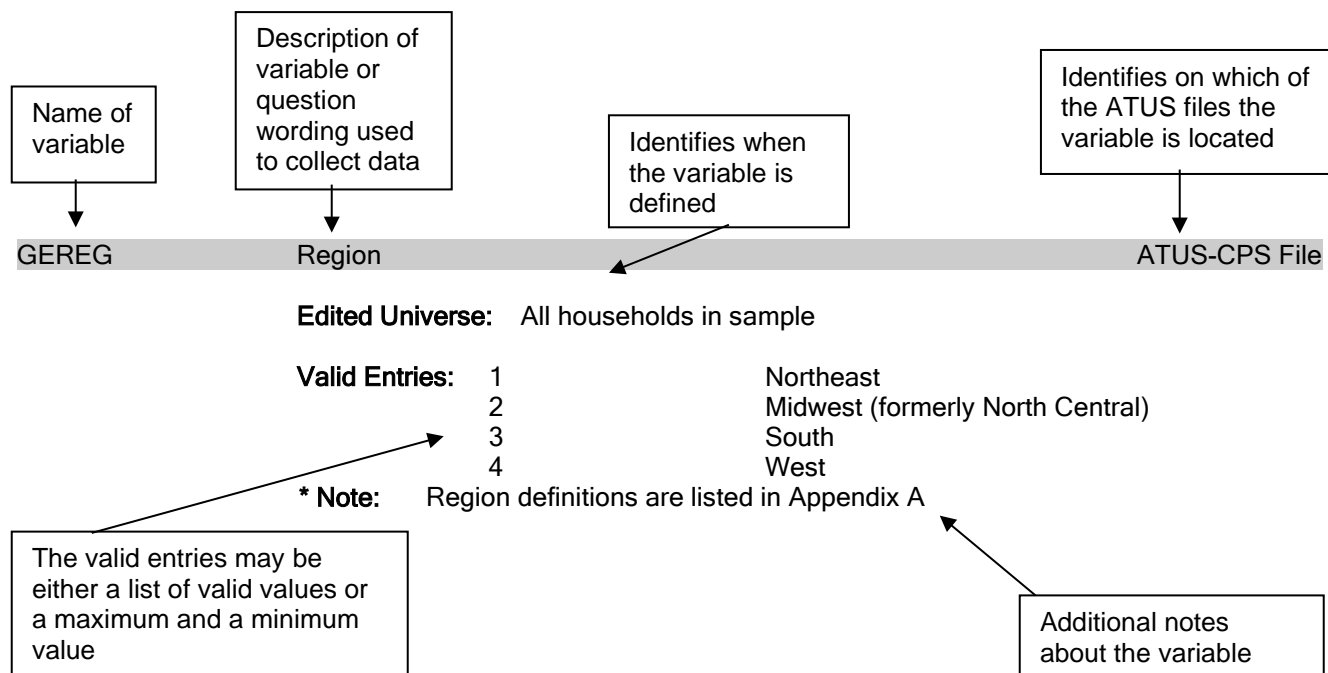 Name of
variable
Description of
variable or
question
wording used
to collect data
Identifies when
the variable is
defined
Identifies on which of
the ATUS files the
variable is located
GEREG Region ATUS-CPS File
Edited Universe: All households in sample
Valid Entries: 1 Northeast
2 Midwest (formerly North Central)
3 South
4 West
* Note: Region definitions are listed in Appendix A
The valid entries may be
either a list of valid values or
a maximum and a minimum
value
Additional notes
about the variable